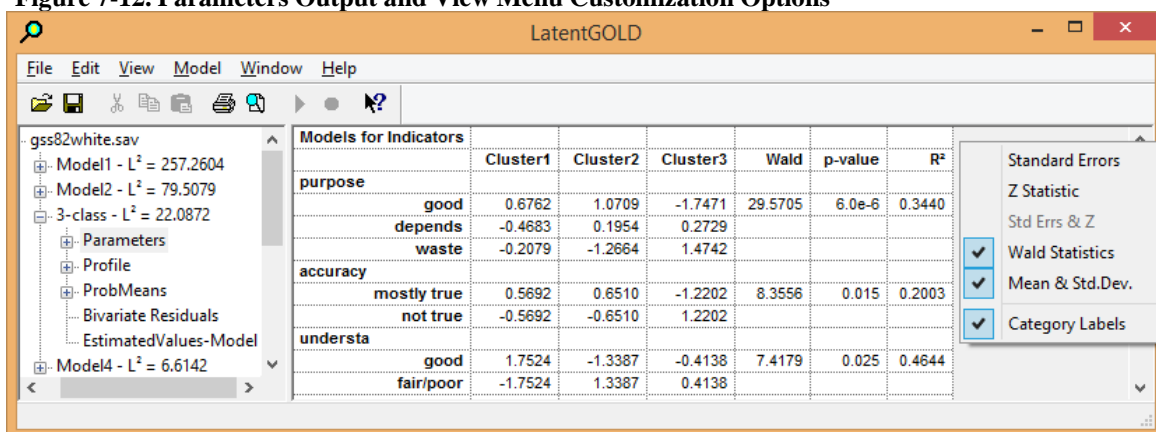 Figure 7-12. Parameters Output and View Menu Customization Options
LatentGOLD
File Edit View Model Window Help
gss82white.sav
Model1 - L² = 257.2604
Model2 - L² = 79.5079
3-class - L² = 22.0872
Parameters
Profile
ProbMeans
Bivariate Residuals
EstimatedValues-Model
Model4 - L² = 6.6142
Models for Indicators
Cluster1 Cluster2 Cluster3 Wald p-value R²
purpose
good 0.6762 1.0709 -1.7471 29.5705 6.0e-6 0.3440
depends -0.4683 0.1954 0.2729
waste -0.2079 -1.2664 1.4742
accuracy
mostly true 0.5692 0.6510 -1.2202 8.3556 0.015 0.2003
not true -0.5692 -0.6510 1.2202
understa
good 1.7524 -1.3387 -0.4138 7.4179 0.025 0.4644
fair/poor -1.7524 1.3387 0.4138
Standard Errors
Z Statistic
Std Errs & Z
Wald Statistics
Mean & Std.Dev.
Category Labels